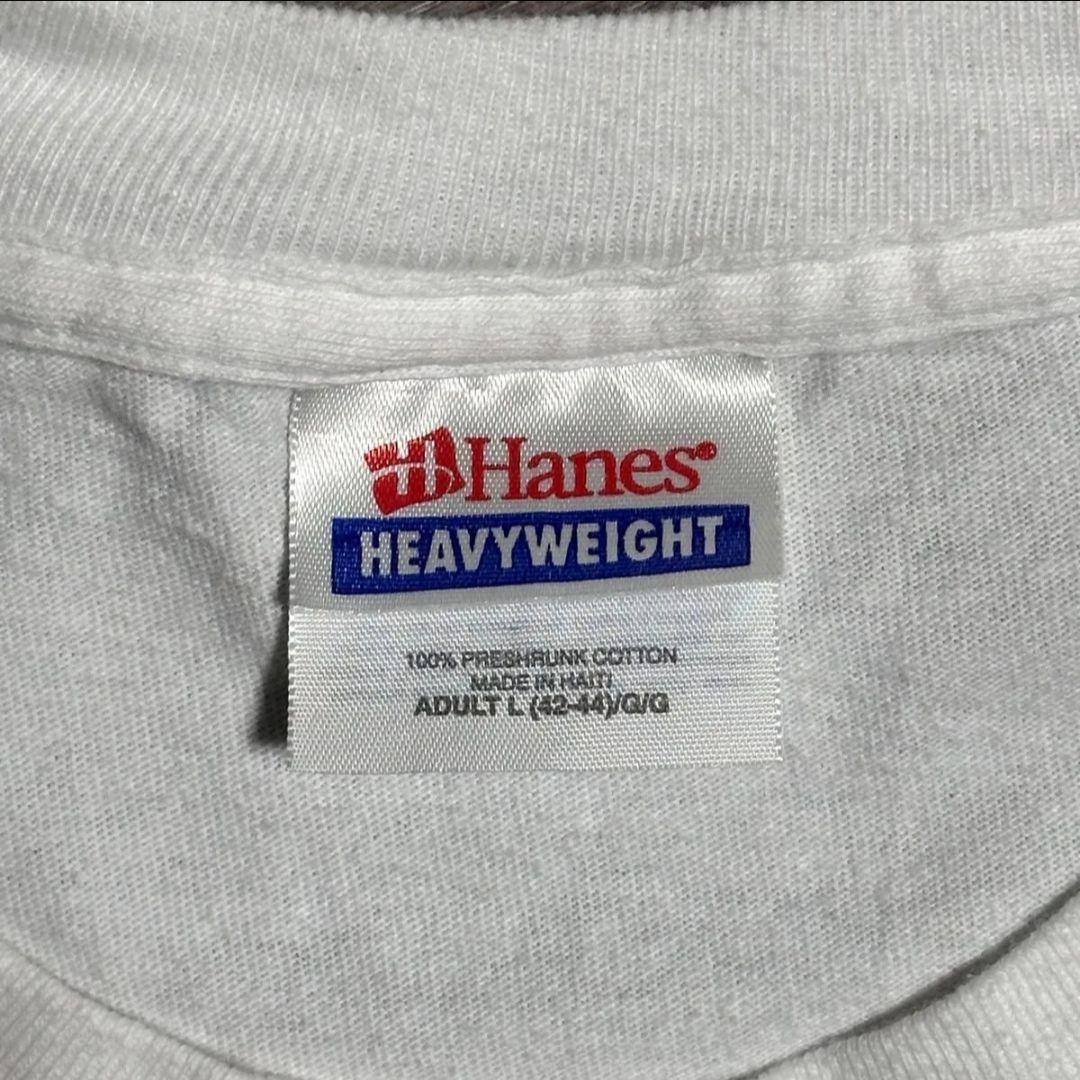 Hanes®
HEAVYWEIGHT
100% PRESHRUNK COTTON
MADE IN HAITI
ADULT L (42-44)/G/G